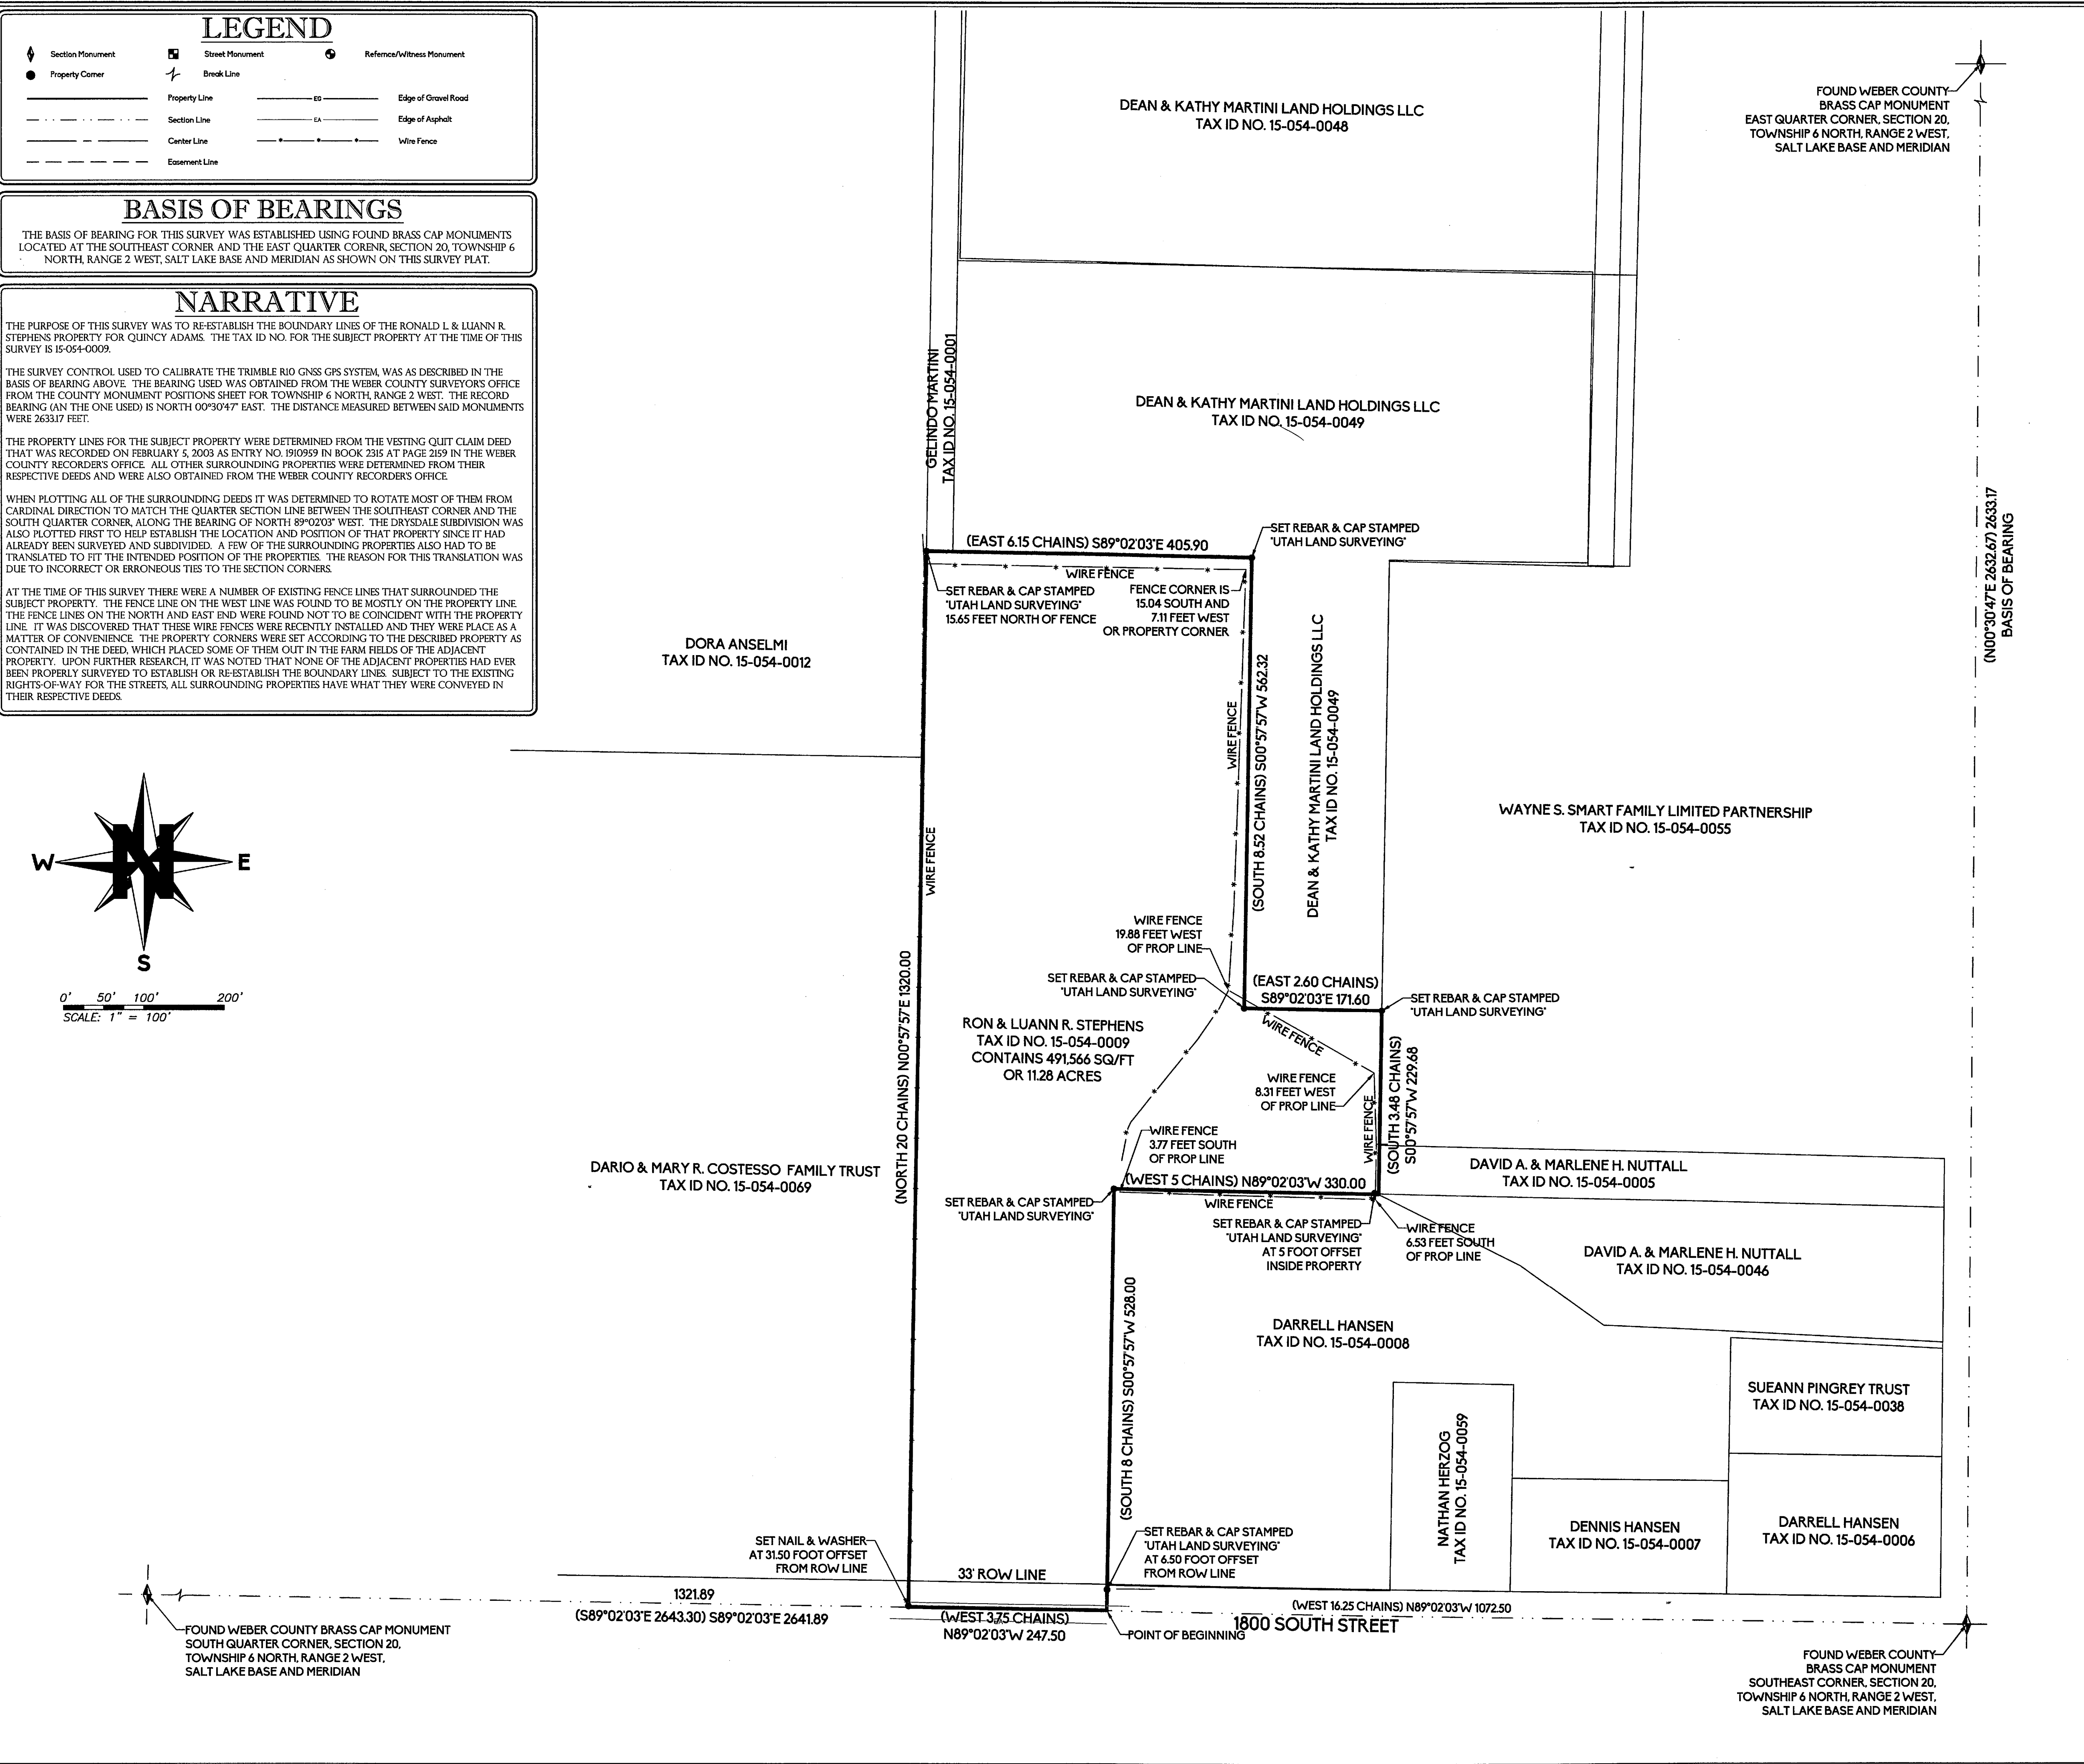 LEGEND
Section Monument
Street Monument
Refernce/Witness Monument
Property Corner
Break Line
Property Line
EG
Edge of Gravel Road
Section Line
EA
Edge of Asphalt
Center Line
Wire Fence
Easement Line
BASIS OF BEARINGS
THE BASIS OF BEARING FOR THIS SURVEY WAS ESTABLISHED USING FOUND BRASS CAP MONUMENTS
LOCATED AT THE SOUTHEAST CORNER AND THE EAST QUARTER CORENR, SECTION 20, TOWNSHIP 6
NORTH, RANGE 2 WEST, SALT LAKE BASE AND MERIDIAN AS SHOWN ON THIS SURVEY PLAT.
NARRATIVE
THE PURPOSE OF THIS SURVEY WAS TO RE-ESTABLISH THE BOUNDARY LINES OF THE RONALD L. & LUANN R.
STEPHENS PROPERTY FOR QUINCY ADAMS. THE TAX ID NO. FOR THE SUBJECT PROPERTY AT THE TIME OF THIS
SURVEY IS 15-054-0009.
THE SURVEY CONTROL USED TO CALIBRATE THE TRIMBLE R10 GNSS GPS SYSTEM, WAS AS DESCRIBED IN THE
BASIS OF BEARING ABOVE. THE BEARING USED WAS OBTAINED FROM THE WEBER COUNTY SURVEYOR'S OFFICE
FROM THE COUNTY MONUMENT POSITIONS SHEET FOR TOWNSHIP 6 NORTH, RANGE 2 WEST. THE RECORD
BEARING (AN THE ONE USED) IS NORTH 00°30'47" EAST. THE DISTANCE MEASURED BETWEEN SAID MONUMENTS
WERE 2633.17 FEET.
THE PROPERTY LINES FOR THE SUBJECT PROPERTY WERE DETERMINED FROM THE VESTING QUIT CLAIM DEED
THAT WAS RECORDED ON FEBRUARY 5, 2003 AS ENTRY NO. 1910959 IN BOOK 2315 AT PAGE 2159 IN THE WEBER
COUNTY RECORDER'S OFFICE. ALL OTHER SURROUNDING PROPERTIES WERE DETERMINED FROM THEIR
RESPECTIVE DEEDS AND WERE ALSO OBTAINED FROM THE WEBER COUNTY RECORDER'S OFFICE.
WHEN PLOTTING ALL OF THE SURROUNDING DEEDS IT WAS DETERMINED TO ROTATE MOST OF THEM FROM
CARDINAL DIRECTION TO MATCH THE QUARTER SECTION LINE BETWEEN THE SOUTHEAST CORNER AND THE
SOUTH QUARTER CORNER, ALONG THE BEARING OF NORTH 89°02'03" WEST. THE DRYSDALE SUBDIVISION WAS
ALSO PLOTTED FIRST TO HELP ESTABLISH THE LOCATION AND POSITION OF THAT PROPERTY SINCE IT HAD
ALREADY BEEN SURVEYED AND SUBDIVIDED. A FEW OF THE SURROUNDING PROPERTIES ALSO HAD TO BE
TRANSLATED TO FIT THE INTENDED POSITION OF THE PROPERTIES. THE REASON FOR THIS TRANSLATION WAS
DUE TO INCORRECT OR ERRONEOUS TIES TO THE SECTION CORNERS.
AT THE TIME OF THIS SURVEY THERE WERE A NUMBER OF EXISTING FENCE LINES THAT SURROUNDED THE
SUBJECT PROPERTY. THE FENCE LINE ON THE WEST LINE WAS FOUND TO BE MOSTLY ON THE PROPERTY LINE.
THE FENCE LINES ON THE NORTH AND EAST END WERE FOUND NOT TO BE COINCIDENT WITH THE PROPERTY
LINE. IT WAS DISCOVERED THAT THESE WIRE FENCES WERE RECENTLY INSTALLED AND THEY WERE PLACE AS A
MATTER OF CONVENIENCE. THE PROPERTY CORNERS WERE SET ACCORDING TO THE DESCRIBED PROPERTY AS
CONTAINED IN THE DEED, WHICH PLACED SOME OF THEM OUT IN THE FARM FIELDS OF THE ADJACENT
PROPERTY. UPON FURTHER RESEARCH, IT WAS NOTED THAT NONE OF THE ADJACENT PROPERTIES HAD EVER
BEEN PROPERLY SURVEYED TO ESTABLISH OR RE-ESTABLISH THE BOUNDARY LINES. SUBJECT TO THE EXISTING
RIGHTS-OF-WAY FOR THE STREETS, ALL SURROUNDING PROPERTIES HAVE WHAT THEY WERE CONVEYED IN
THEIR RESPECTIVE DEEDS.
N
W
E
S
0' 50' 100' 200'
SCALE: 1" = 100'
DEAN & KATHY MARTINI LAND HOLDINGS LLC
TAX ID NO. 15-054-0048
FOUND WEBER COUNTY
BRASS CAP MONUMENT
EAST QUARTER CORNER, SECTION 20,
TOWNSHIP 6 NORTH, RANGE 2 WEST,
SALT LAKE BASE AND MERIDIAN
GELINDO MARTINI
TAX ID NO. 15-054-0001
DEAN & KATHY MARTINI LAND HOLDINGS LLC
TAX ID NO. 15-054-0049
(N00°30'47"E 2632.67) 2633.17
BASIS OF BEARING
(EAST 6.15 CHAINS) S89°02'03"E 405.90
SET REBAR & CAP STAMPED
"UTAH LAND SURVEYING"
WIRE FENCE
SET REBAR & CAP STAMPED
"UTAH LAND SURVEYING"
15.65 FEET NORTH OF FENCE
FENCE CORNER IS
15.04 SOUTH AND
7.11 FEET WEST
OR PROPERTY CORNER
DORA ANSELMI
TAX ID NO. 15-054-0012
WIRE FENCE
(SOUTH 8.52 CHAINS) S00°57'57"W 562.32
DEAN & KATHY MARTINI LAND HOLDINGS LLC
TAX ID NO. 15-054-0049
WAYNE S. SMART FAMILY LIMITED PARTNERSHIP
TAX ID NO. 15-054-0055
WIRE FENCE
WIRE FENCE
19.88 FEET WEST
OF PROP LINE
SET REBAR & CAP STAMPED
"UTAH LAND SURVEYING"
(EAST 2.60 CHAINS)
S89°02'03"E 171.60
SET REBAR & CAP STAMPED
"UTAH LAND SURVEYING"
(NORTH 20 CHAINS) N00°57'57"E 1320.00
RON & LUANN R. STEPHENS
TAX ID NO. 15-054-0009
CONTAINS 491,566 SQ/FT
OR 11.28 ACRES
WIRE FENCE
WIRE FENCE
8.31 FEET WEST
OF PROP LINE
WIRE FENCE
(SOUTH 3.48 CHAINS)
S00°57'57"W 229.68
WIRE FENCE
3.77 FEET SOUTH
OF PROP LINE
DARIO & MARY R. COSTESSO FAMILY TRUST
TAX ID NO. 15-054-0069
(WEST 5 CHAINS) N89°02'03"W 330.00
WIRE FENCE
SET REBAR & CAP STAMPED
"UTAH LAND SURVEYING"
SET REBAR & CAP STAMPED
"UTAH LAND SURVEYING"
AT 5 FOOT OFFSET
INSIDE PROPERTY
WIRE FENCE
6.53 FEET SOUTH
OF PROP LINE
DAVID A. & MARLENE H. NUTTALL
TAX ID NO. 15-054-0005
DAVID A. & MARLENE H. NUTTALL
TAX ID NO. 15-054-0046
DARRELL HANSEN
TAX ID NO. 15-054-0008
(SOUTH 8 CHAINS) S00°57'57"W 528.00
SUEANN PINGREY TRUST
TAX ID NO. 15-054-0038
NATHAN HERZOG
TAX ID NO. 15-054-0059
DENNIS HANSEN
TAX ID NO. 15-054-0007
DARRELL HANSEN
TAX ID NO. 15-054-0006
SET NAIL & WASHER
AT 31.50 FOOT OFFSET
FROM ROW LINE
SET REBAR & CAP STAMPED
"UTAH LAND SURVEYING"
AT 6.50 FOOT OFFSET
FROM ROW LINE
33' ROW LINE
1321.89
(S89°02'03"E 2643.30) S89°02'03"E 2641.89
(WEST 3.75 CHAINS)
N89°02'03"W 247.50
(WEST 16.25 CHAINS) N89°02'03"W 1072.50
1800 SOUTH STREET
POINT OF BEGINNING
FOUND WEBER COUNTY BRASS CAP MONUMENT
SOUTH QUARTER CORNER, SECTION 20,
TOWNSHIP 6 NORTH, RANGE 2 WEST,
SALT LAKE BASE AND MERIDIAN
FOUND WEBER COUNTY
BRASS CAP MONUMENT
SOUTHEAST CORNER, SECTION 20,
TOWNSHIP 6 NORTH, RANGE 2 WEST,
SALT LAKE BASE AND MERIDIAN